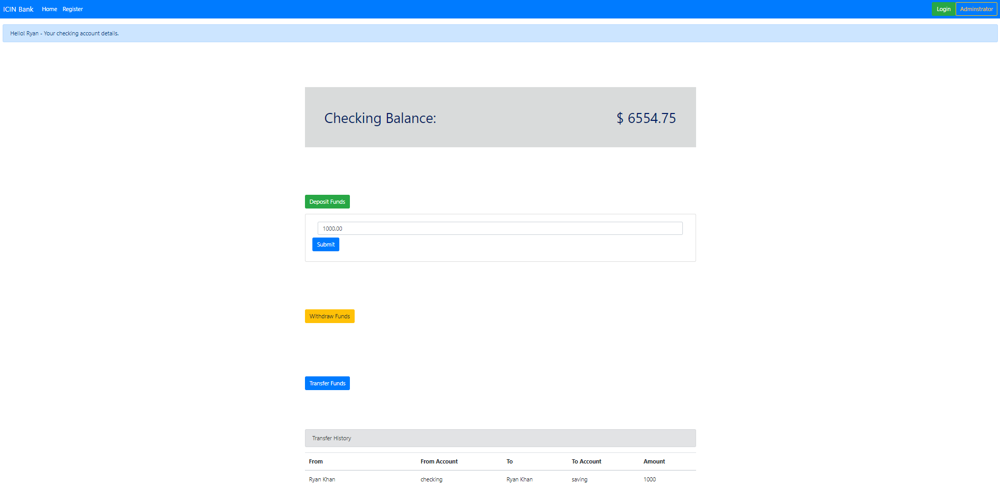 ICIN Bank Home Register Login Adminstrator
Hello! Ryan - Your checking account details.
Checking Balance: $ 6554.75
Deposit Funds
1000.00
Submit
Withdraw Funds
Transfer Funds
Transfer History
From From Account To To Account Amount
Ryan Khan checking Ryan Khan saving 1000